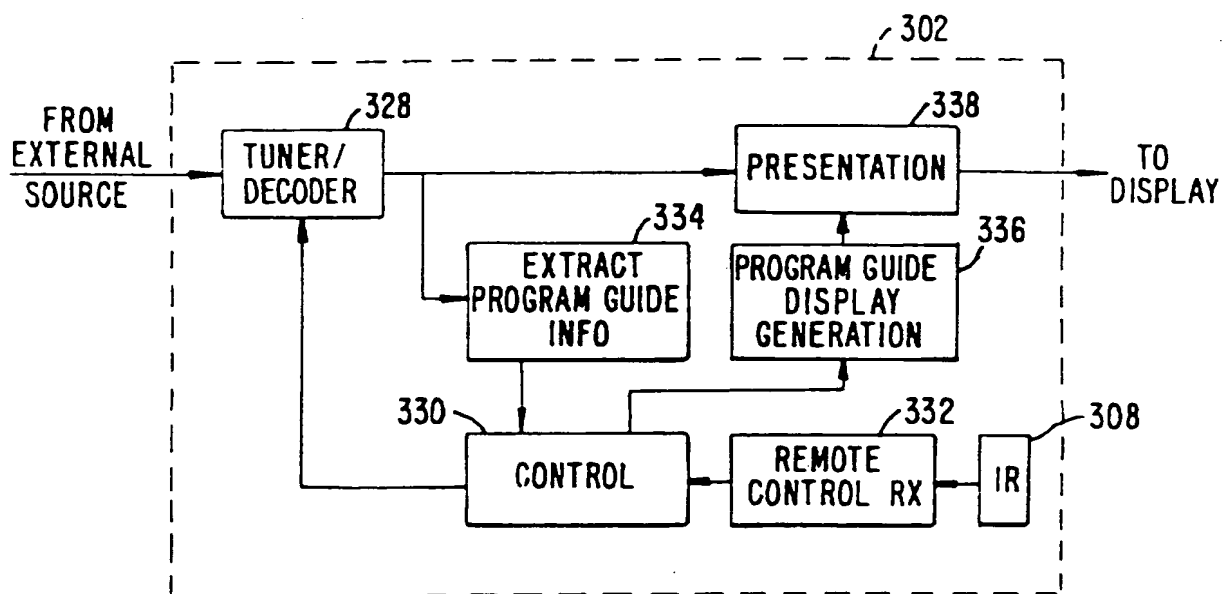 302
FROM
EXTERNAL
SOURCE
328
TUNER/
DECODER
338
PRESENTATION
TO
DISPLAY
334
EXTRACT
PROGRAM GUIDE
INFO
336
PROGRAM GUIDE
DISPLAY
GENERATION
330
CONTROL
332
REMOTE
CONTROL RX
308
IR